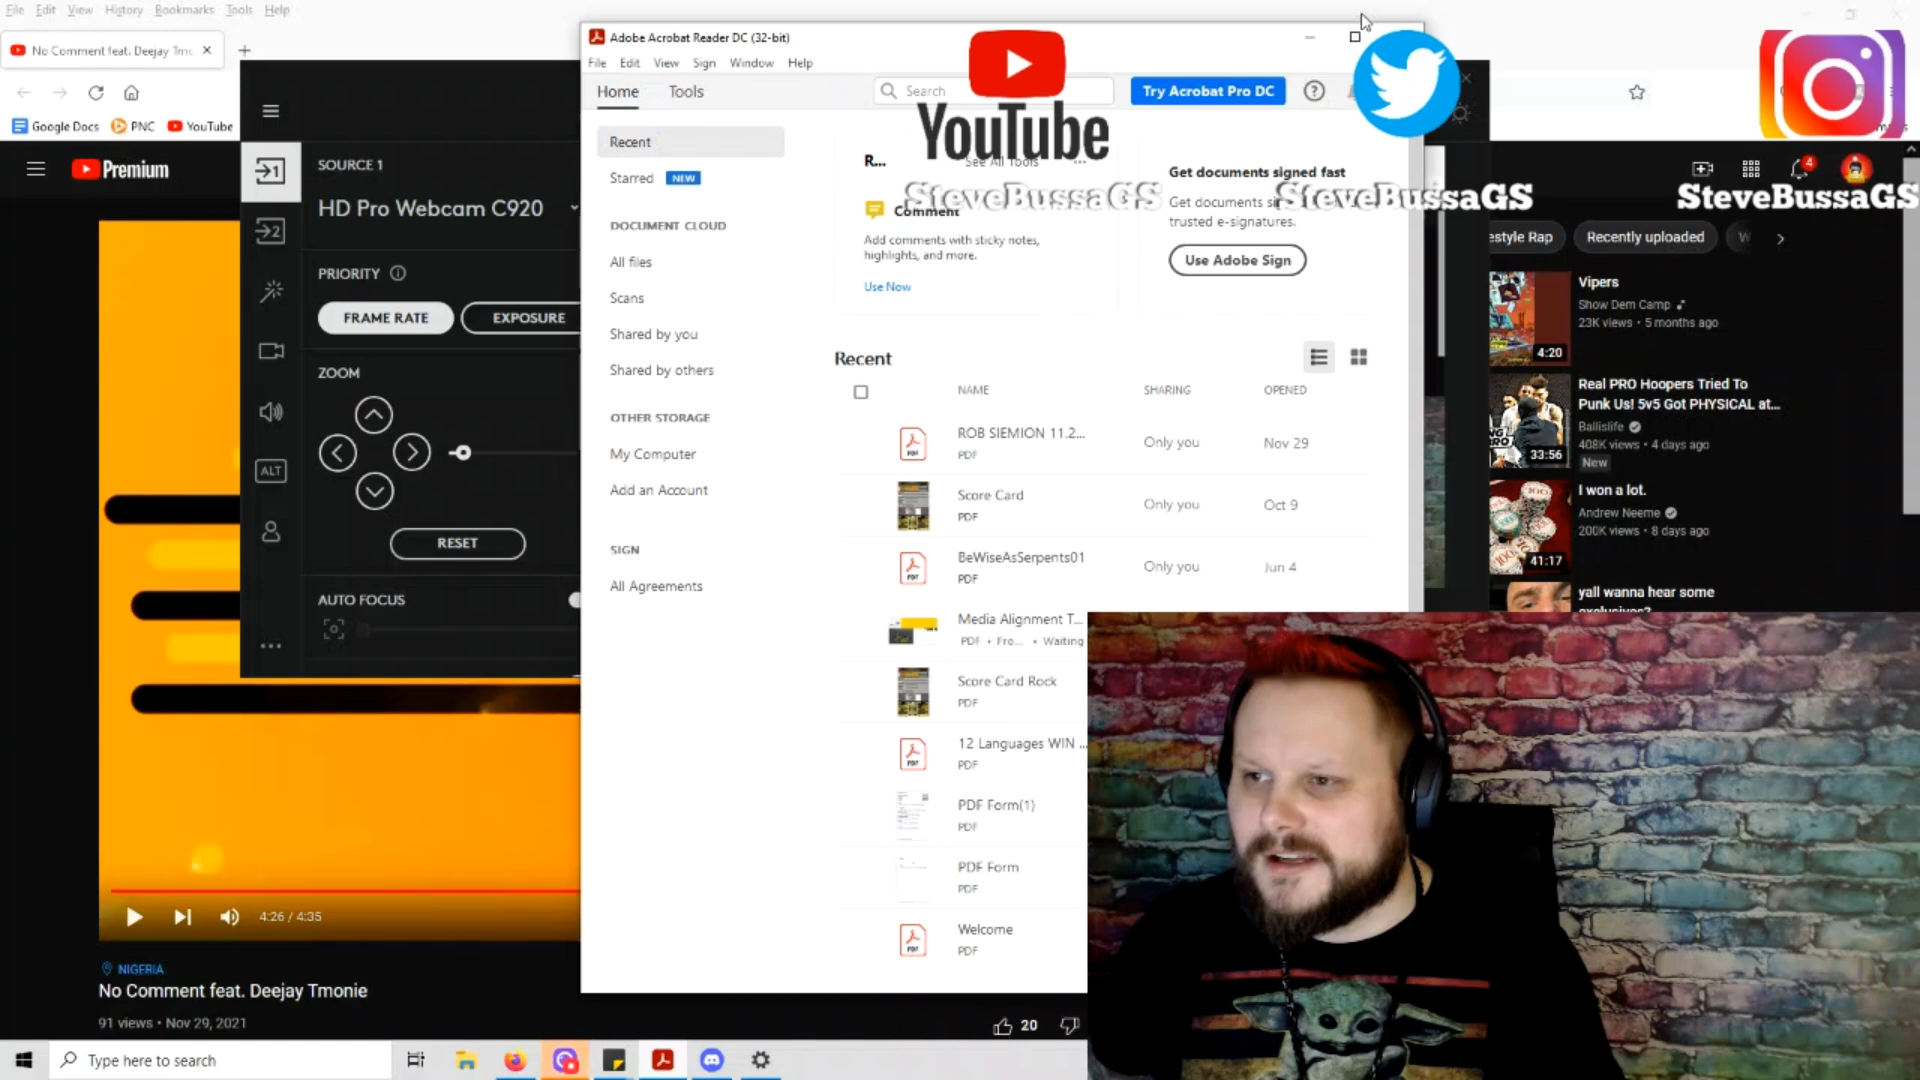 File Edit View History Bookmarks Tools Help
No Comment feat. Deejay Tmo
Google Docs PNC YouTube
Premium
SOURCE 1
HD Pro Webcam C920
PRIORITY
FRAME RATE EXPOSURE
ZOOM
RESET
AUTO FOCUS
ALT
4:26 / 4:35
NIGERIA
No Comment feat. Deejay Tmonie
91 views • Nov 29, 2021
20
Type here to search
Adobe Acrobat Reader DC (32-bit)
File Edit View Sign Window Help
Home Tools
Search
Try Acrobat Pro DC
Recent
Starred NEW
DOCUMENT CLOUD
All files
Scans
Shared by you
Shared by others
OTHER STORAGE
My Computer
Add an Account
SIGN
All Agreements
R...
See All Tools
Comment
Add comments with sticky notes,
highlights, and more.
Use Now
Get documents signed fast
Get documents
trusted e-signatures.
Use Adobe Sign
Recent
NAME SHARING OPENED
ROB SIEMION 11.2... Only you Nov 29
PDF
Score Card Only you Oct 9
PDF
BeWiseAsSerpents01 Only you Jun 4
PDF
Media Alignment T...
PDF • Fro... • Waiting
Score Card Rock
PDF
12 Languages WIN ...
PDF
PDF Form(1)
PDF
PDF Form
PDF
Welcome
PDF
YouTube
SteveBussaGS SteveBussaGS SteveBussaGS
4
estyle Rap Recently uploaded W
Vipers
Show Dem Camp
23K views • 5 months ago
4:20
Real PRO Hoopers Tried To
Punk Us! 5v5 Got PHYSICAL at...
Ballislife
408K views • 4 days ago
33:56
New
I won a lot.
Andrew Neeme
200K views • 8 days ago
41:17
yall wanna hear some